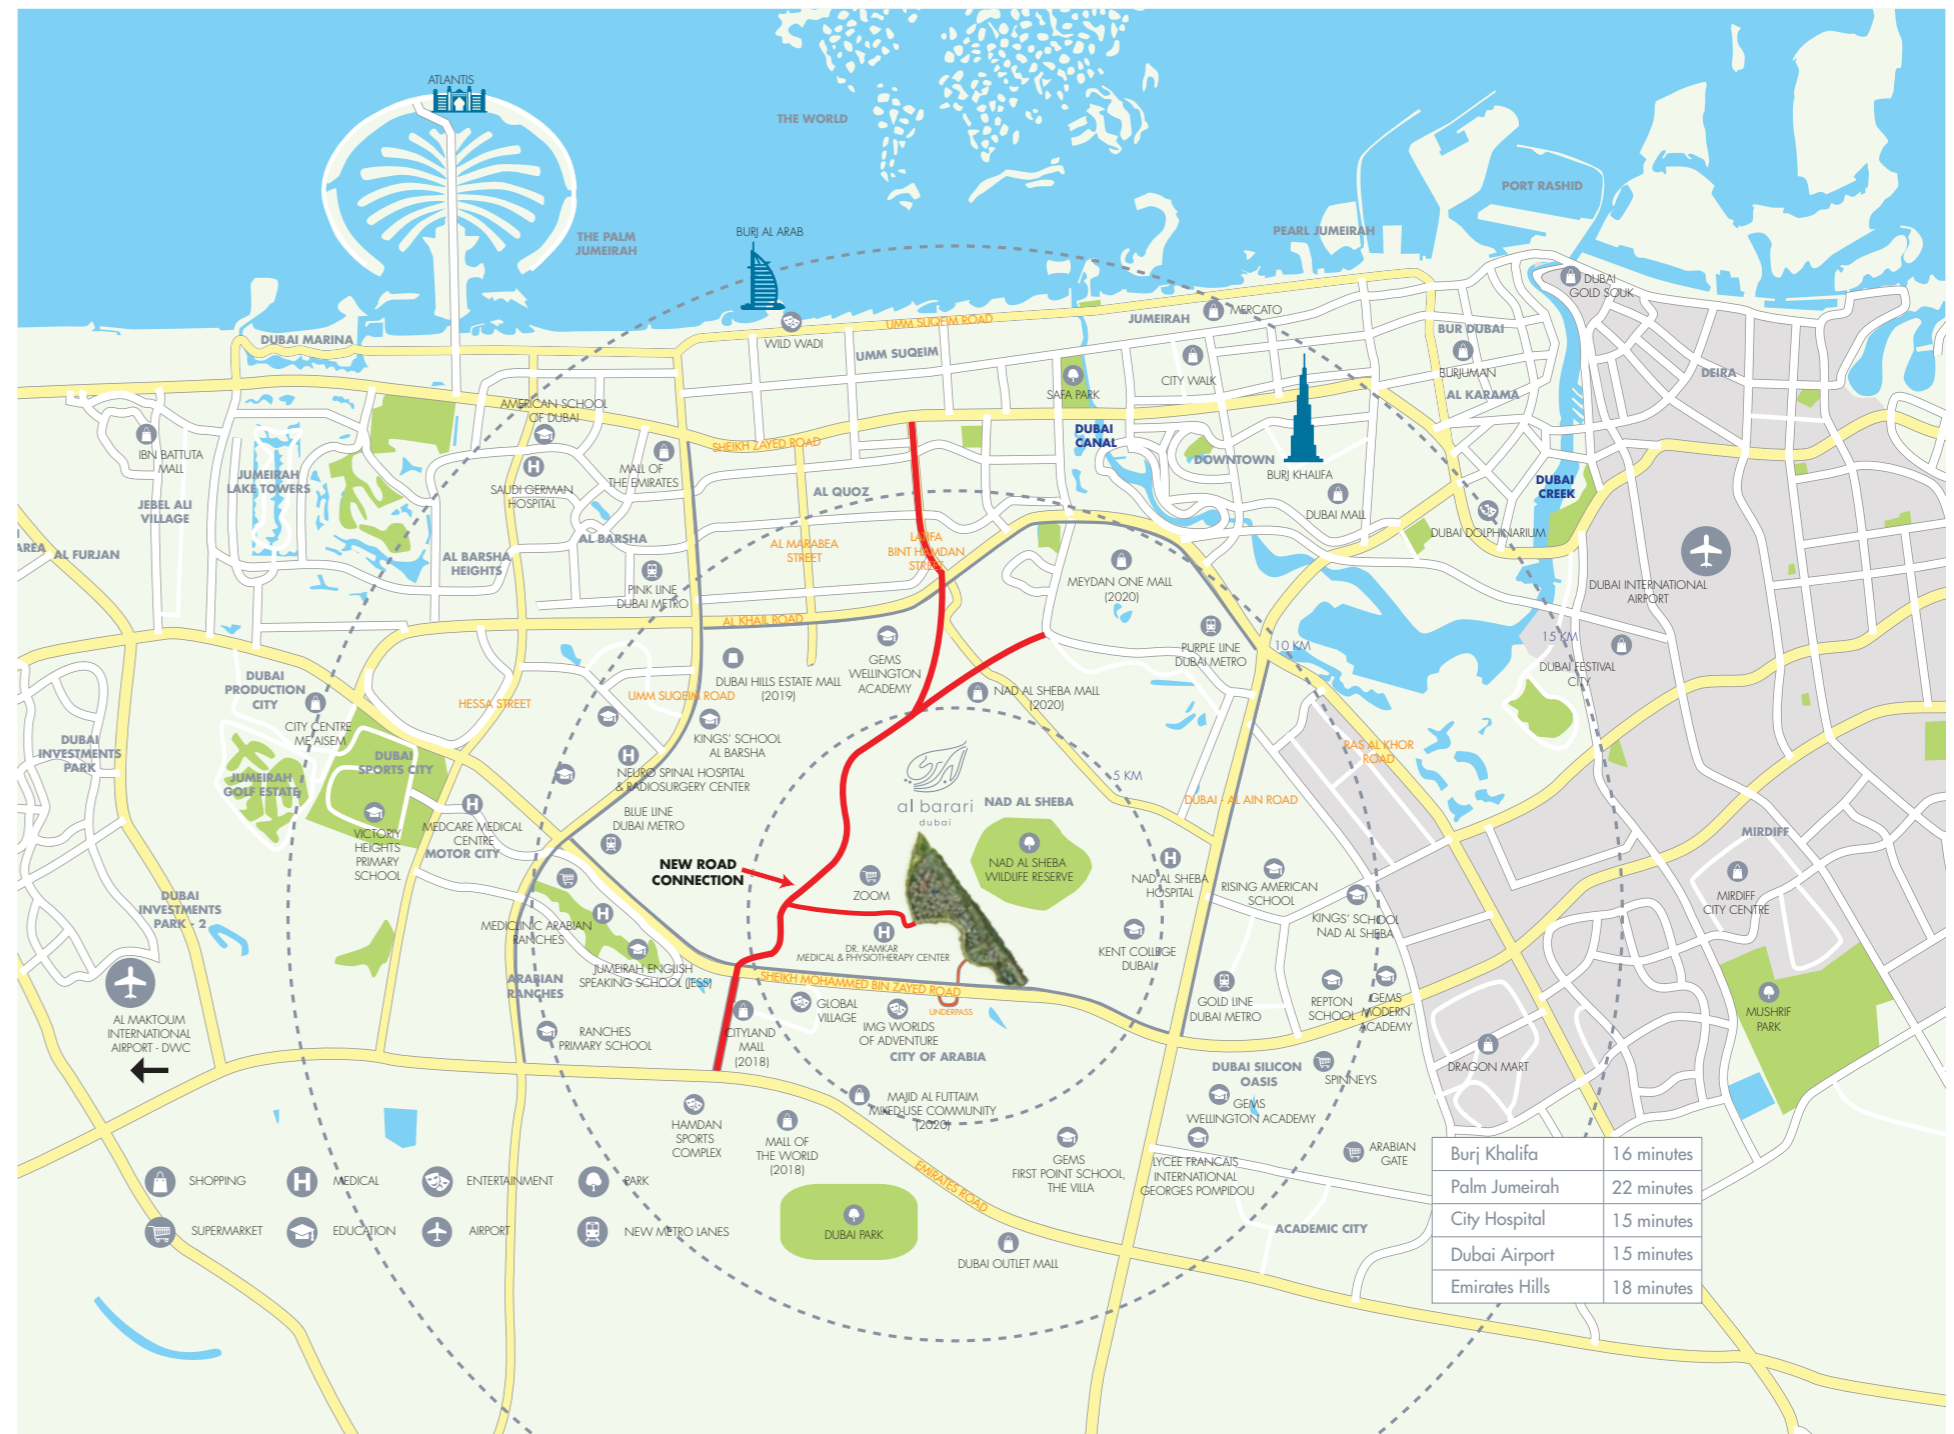 ATLANTIS
THE WORLD
PORT RASHID
THE PALM
JUMEIRAH
BURJ AL ARAB
PEARL JUMEIRAH
DUBAI
GOLD SOUK
MERCATO
JUMEIRAH
UMM SUQEIM ROAD
BUR DUBAI
DUBAI MARINA
WILD WADI
UMM SUQEIM
CITY WALK
BURJUMAN
DEIRA
SAFA PARK
AL KARAMA
AMERICAN SCHOOL
OF DUBAI
DUBAI
CANAL
SHEIKH ZAYED ROAD
IBN BATTUTA
MALL
MALL OF
THE EMIRATES
DOWNTOWN
BURJ KHALIFA
JUMEIRAH
LAKE TOWERS
SAUDI GERMAN
HOSPITAL
AL QUOZ
DUBAI
CREEK
JEBEL ALI
VILLAGE
DUBAI MALL
DUBAI DOLPHINARIUM
I
AREA
AL FURJAN
AL BARSHA
HEIGHTS
AL BARSHA
AL MARABEA
STREET
LATIFA
BINT HAMDAN
STREET
MEYDAN ONE MALL
(2020)
DUBAI INTERNATIONAL
AIRPORT
PINK LINE
DUBAI METRO
AL KHAIL ROAD
10 KM
15 KM
PURPLE LINE
DUBAI METRO
DUBAI FESTIVAL
CITY
GEMS
WELLINGTON
ACADEMY
DUBAI HILLS ESTATE MALL
(2019)
NAD AL SHEBA MALL
(2020)
DUBAI
PRODUCTION
CITY
HESSA STREET
UMM SUQEIM ROAD
CITY CENTRE
ME'AISEM
KINGS' SCHOOL
AL BARSHA
DUBAI
INVESTMENTS
PARK
DUBAI
SPORTS CITY
RAS AL KHOR
ROAD
JUMEIRAH
GOLF ESTATE
NEURO SPINAL HOSPITAL
& RADIOSURGERY CENTER
البراري
al barari
dubai
5 KM
NAD AL SHEBA
DUBAI - AL AIN ROAD
BLUE LINE
DUBAI METRO
MEDCARE MEDICAL
CENTRE
MOTOR CITY
VICTORIY
HEIGHTS
PRIMARY
SCHOOL
MIRDIFF
NEW ROAD
CONNECTION
NAD AL SHEBA
WILDLIFE RESERVE
ZOOM
H
NAD AL SHEBA
HOSPITAL
RISING AMERICAN
SCHOOL
MIRDIFF
CITY CENTRE
DUBAI
INVESTMENTS
PARK - 2
MEDICLINIC ARABIAN
RANCHES
KINGS' SCHOOL
NAD AL SHEBA
DR. KAMKAR
MEDICAL & PHYSIOTHERAPY CENTER
KENT COLLEGE
DUBAI
JUMEIRAH ENGLISH
SPEAKING SCHOOL (JESS)
ARABIAN
RANCHES
SHEIKH MOHAMMED BIN ZAYED ROAD
UNDERPASS
GOLD LINE
DUBAI METRO
REPTON
SCHOOL
GEMS
MODERN
ACADEMY
MUSHRIF
PARK
AL MAKTOUM
INTERNATIONAL
AIRPORT - DWC
RANCHES
PRIMARY SCHOOL
CITYLAND
MALL
(2018)
GLOBAL
VILLAGE
IMG WORLDS
OF ADVENTURE
CITY OF ARABIA
DUBAI SILICON
OASIS
SPINNEYS
DRAGON MART
MAJID AL FUTTAIM
MIXED-USE COMMUNITY
(2020)
GEMS
WELLINGTON ACADEMY
HAMDAN
SPORTS
COMPLEX
MALL OF
THE WORLD
(2018)
GEMS
FIRST POINT SCHOOL,
THE VILLA
LYCEE FRANCAIS
INTERNATIONAL
GEORGES POMPIDOU
ARABIAN
GATE
EMIRATES ROAD
DUBAI PARK
DUBAI OUTLET MALL
ACADEMIC CITY
SHOPPING
H MEDICAL
ENTERTAINMENT
PARK
SUPERMARKET
EDUCATION
AIRPORT
NEW METRO LANES
Burj Khalifa 16 minutes
Palm Jumeirah 22 minutes
City Hospital 15 minutes
Dubai Airport 15 minutes
Emirates Hills 18 minutes